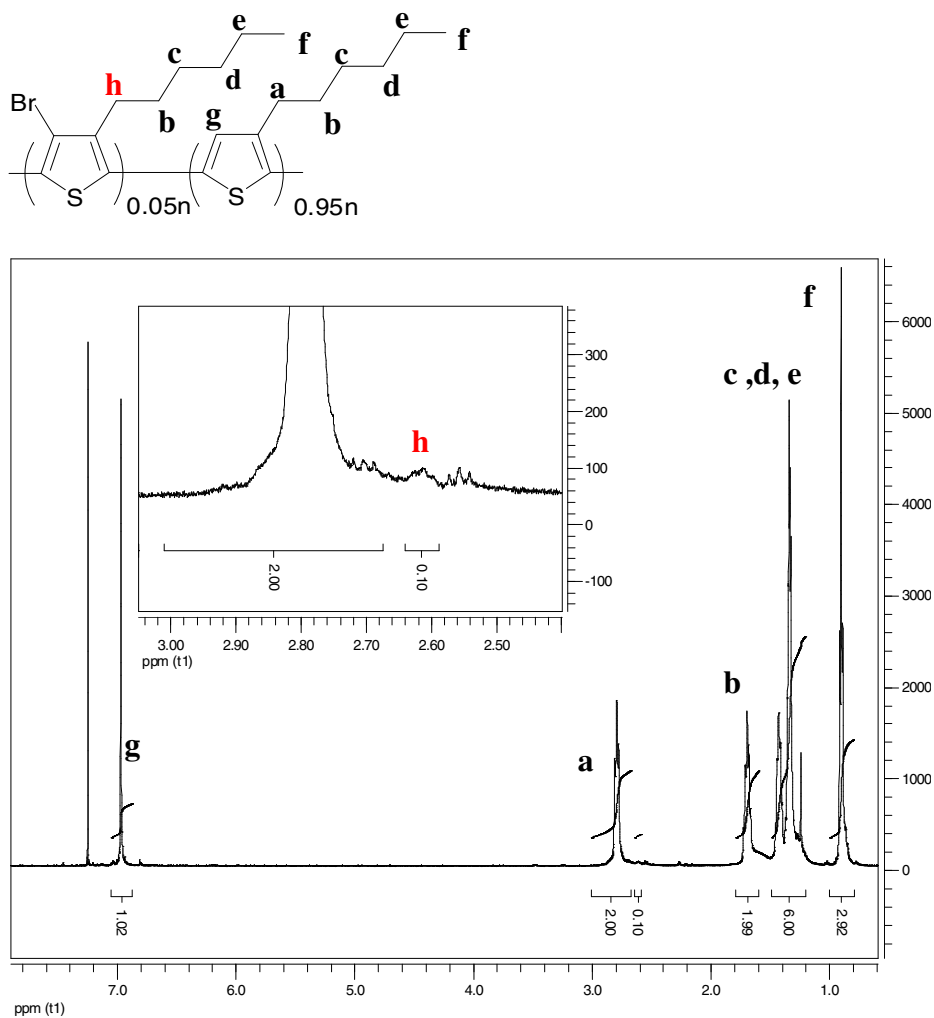 e e
f f
c c
d d
h a
Br g
b b
S S
0.05n 0.95n
f
6000
300
c ,d, e
200
h
5000
100
0
4000
2.00 0.10
-100
3000
3.00 2.90 2.80 2.70 2.60 2.50
ppm (t1)
b
2000
g
a
1000
0
1.02 2.00 0.10 1.99 6.00 2.92
7.0 6.0 5.0 4.0 3.0 2.0 1.0
ppm (t1)